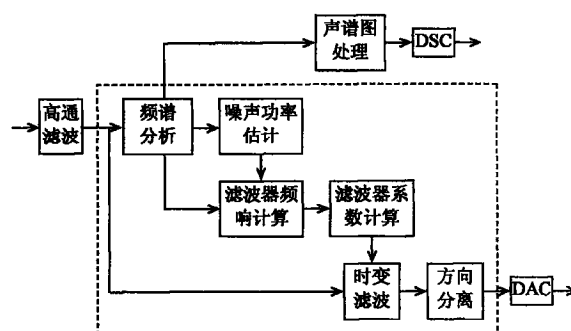 声谱图
处理
DSC
高通
滤波
频谱
分析
噪声功率
估计
滤波器频
响计算
滤波器系
数计算
时变
滤波
方向
分离
DAC